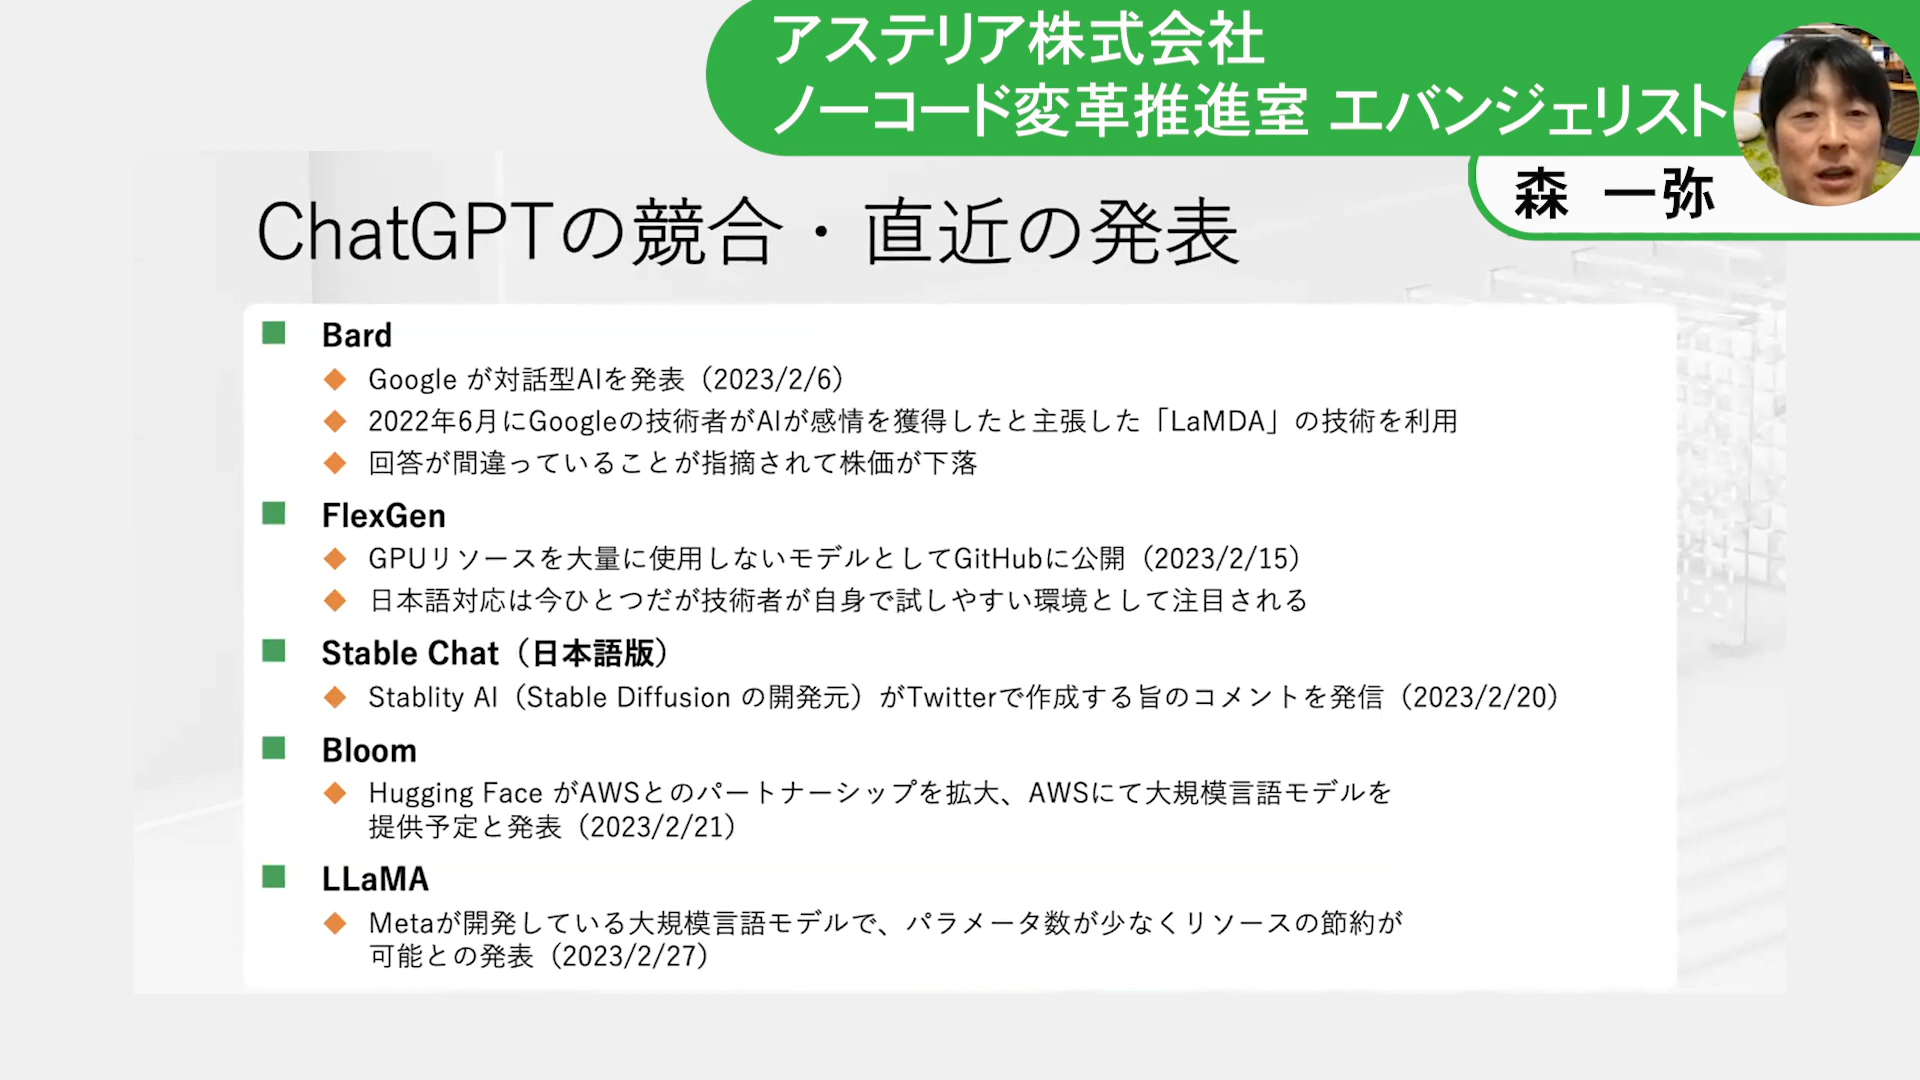 アステリア株式会社
ノーコード変革推進室 エバンジェリスト
森 一弥
ChatGPTの競合・直近の発表
Bard
Google が対話型AIを発表（2023/2/6）
2022年6月にGoogleの技術者がAIが感情を獲得したと主張した「LaMDA」の技術を利用
回答が間違っていることが指摘されて株価が下落
FlexGen
GPUリソースを大量に使用しないモデルとしてGitHubに公開（2023/2/15）
日本語対応は今ひとつだが技術者が自身で試しやすい環境として注目される
Stable Chat（日本語版）
Stablity AI（Stable Diffusion の開発元）がTwitterで作成する旨のコメントを発信（2023/2/20）
Bloom
Hugging Face がAWSとのパートナーシップを拡大、AWSにて大規模言語モデルを
提供予定と発表（2023/2/21）
LLaMA
Metaが開発している大規模言語モデルで、パラメータ数が少なくリソースの節約が
可能との発表（2023/2/27）